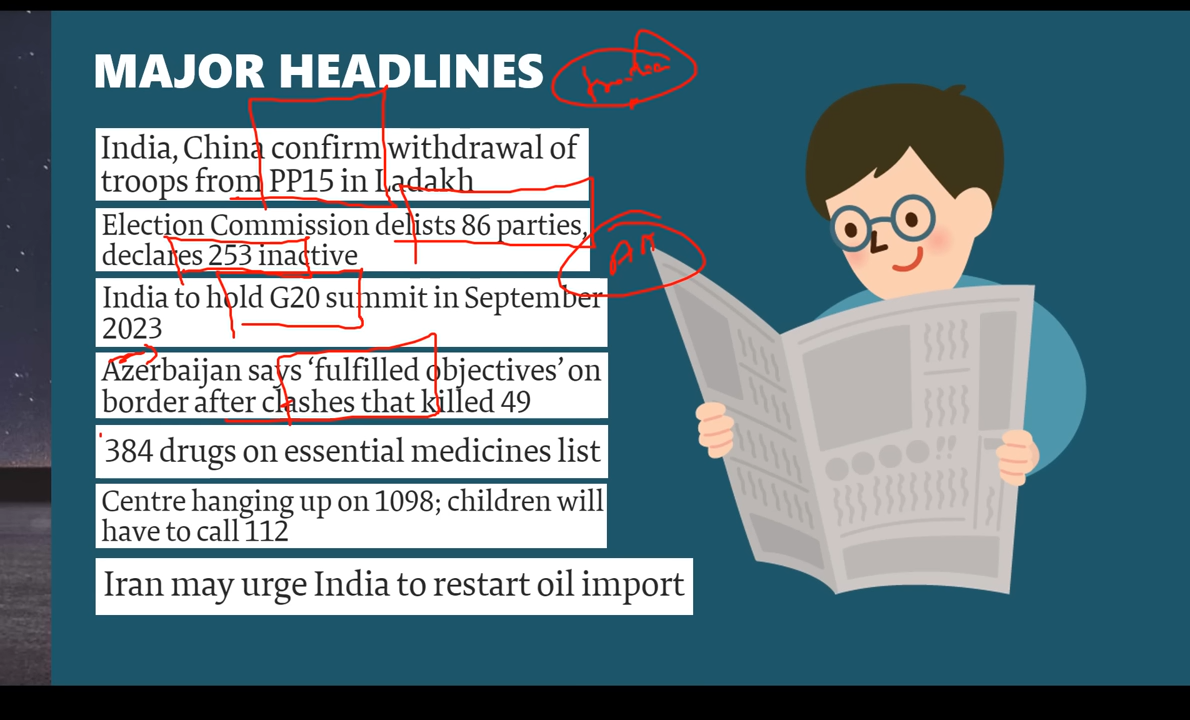 MAJOR HEADLINES
India, China confirm withdrawal of
troops from PP15 in Ladakh
Election Commission delists 86 parties,
declares 253 inactive
India to hold G20 summit in September
2023
Azerbaijan says ‘fulfilled objectives’ on
border after clashes that killed 49
384 drugs on essential medicines list
Centre hanging up on 1098; children will
have to call 112
Iran may urge India to restart oil import